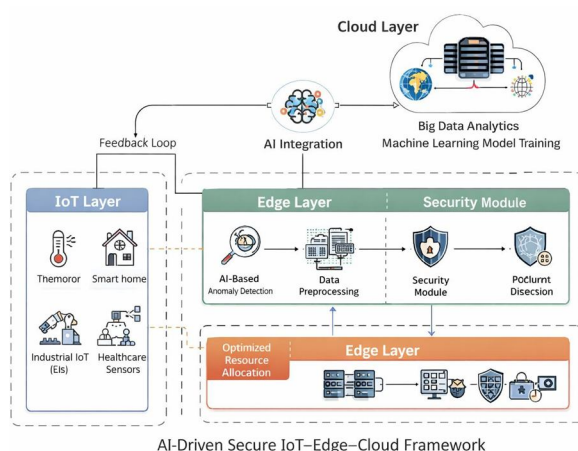 Cloud Layer
Big Data Analytics
Machine Learning Model Training
AI Integration
Feedback Loop
IoT Layer
Themoror
Smart home
Industrial IoT
(EIs)
Healthcare
Sensors
Edge Layer
Security Module
AI-Based
Anomaly Detection
Data
Preprocessing
Security
Module
Poclurnt
Disecsion
Optimized
Resource
Allocation
Edge Layer
AI-Driven Secure IoT–Edge–Cloud Framework